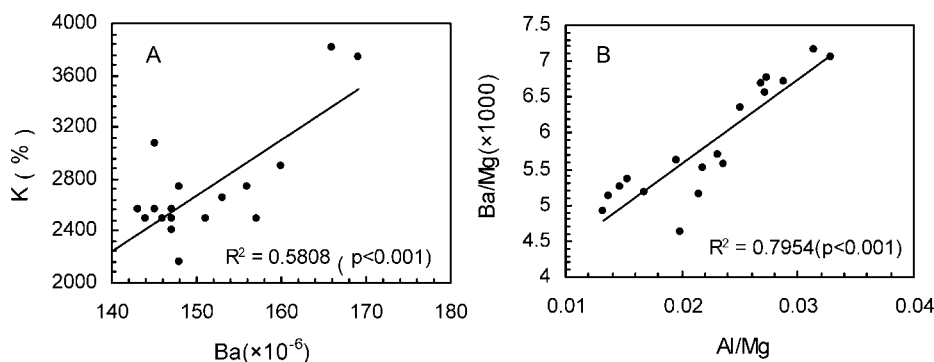 A
4000
3600
3200
2800
2400
2000
K ( % )
R² = 0.5808 ( p<0.001)
140 150 160 170 180
Ba(×10⁻⁶)
B
7.5
7
6.5
6
5.5
5
4.5
4
Ba/Mg(×1000)
R² = 0.7954(p<0.001)
0.01 0.02 0.03 0.04
Al/Mg